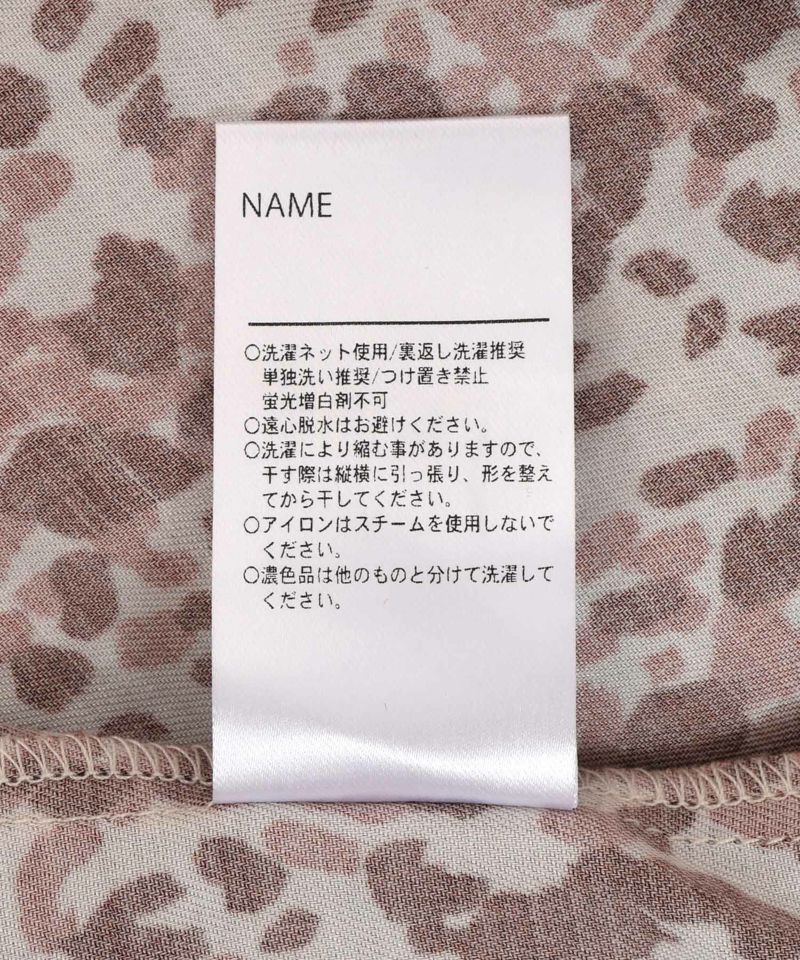 NAME
○洗濯ネット使用/裏返し洗濯推奨
単独洗い推奨/つけ置き禁止
蛍光増白剤不可
○遠心脱水はお避けください。
○洗濯により縮む事がありますので、
干す際は縦横に引っ張り、形を整え
てから干してください。
○アイロンはスチームを使用しないで
ください。
○濃色品は他のものと分けて洗濯して
ください。